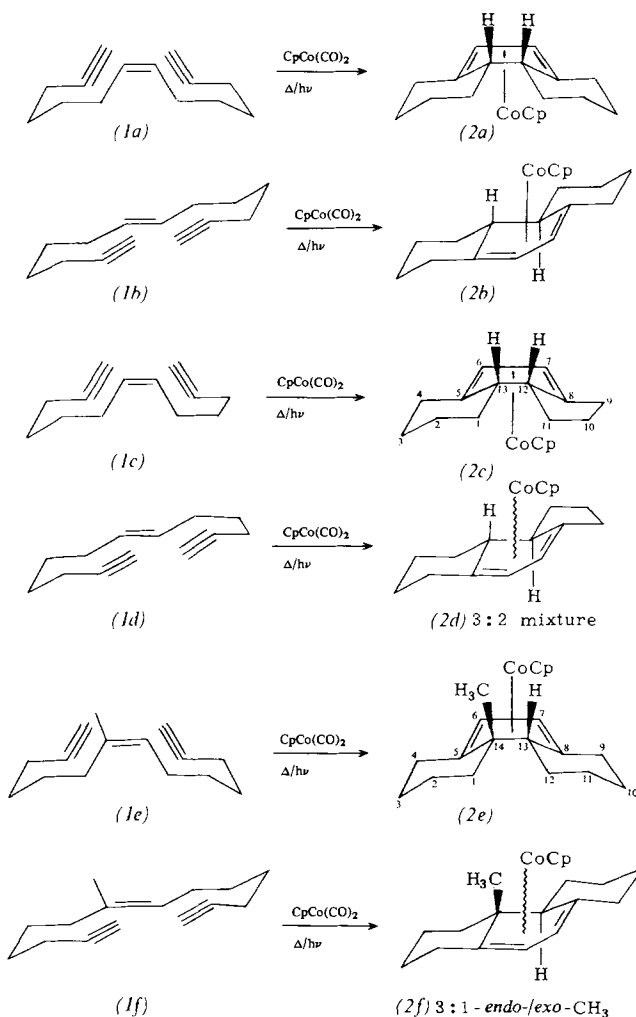 H H
CpCo(CO)2
Δ/hν
CoCp
(1a) (2a)
CoCp
H
CpCo(CO)2
Δ/hν
H
(1b) (2b)
H H
6 7
CpCo(CO)2
4 5 13 12 8 9
Δ/hν
3 2 1 11 10
CoCp
(1c) (2c)
CoCp
H
CpCo(CO)2
Δ/hν
H
(1d) (2d) 3:2 mixture
CoCp
H3C H
6 7
CpCo(CO)2
4 5 14 13 8 9
Δ/hν
3 2 1 12 11 10
(1e) (2e)
CoCp
H3C
CpCo(CO)2
Δ/hν
H
(1f) (2f) 3:1-endo-/exo-CH3